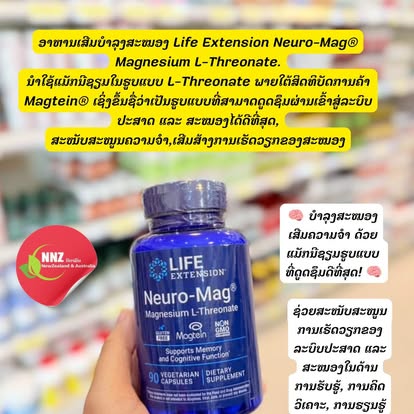 ອາຫານເສີມບຳລຸງສະໝອງ Life Extension Neuro-Mag®
Magnesium L-Threonate.
ນຳໃຊ້ແມັກນີຊຽມໃນຮູບແບບ L-Threonate ພາຍໃຕ້ສິດທິບັດການຄ້າ
Magtein® ເຊິ່ງຂຶ້ນຊື່ວ່າເປັນຮູບແບບທີ່ສາມາດດູດຊຶມຜ່ານເຂົ້າສູ່ລະບົບ
ປະສາດ ແລະ ສະໝອງໄດ້ດີທີ່ສຸດ,
ສະໜັບສະໜູນຄວາມຈຳ,ເສີມສ້າງການເຮັດວຽກຂອງສະໝອງ
NNZ
NewZealand & Australia
🧠 ບຳລຸງສະໝອງ
ເສີມຄວາມຈຳ ດ້ວຍ
ແມັກນີຊຽມຮູບແບບ
ທີ່ດູດຊຶມດີທີ່ສຸດ! 🧠
LIFE
EXTENSION®
Neuro-Mag®
Magnesium L-Threonate
GLUTEN FREE
Magtein
NON GMO
Supports Memory
and Cognitive Function*
90 VEGETARIAN CAPSULES
DIETARY SUPPLEMENT
ຊ່ວຍສະໜັບສະໜູນ
ການເຮັດວຽກຂອງ
ລະບົບປະສາດ ແລະ
ສະໝອງໃນດ້ານ
ການຮັບຮູ້, ການຄິດ
ວິເຄາະ, ການຮຽນຮູ້